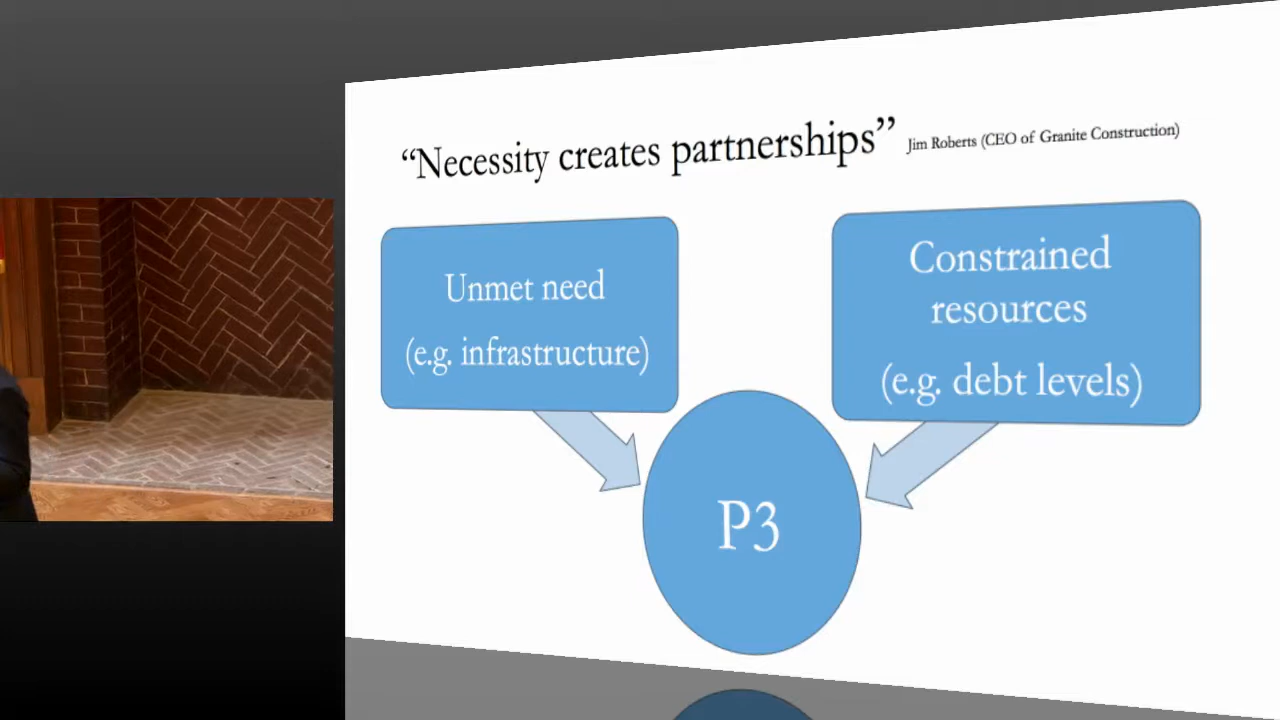 “Necessity creates partnerships” Jim Roberts (CEO of Granite Construction)
Unmet need
(e.g. infrastructure)
Constrained
resources
(e.g. debt levels)
P3